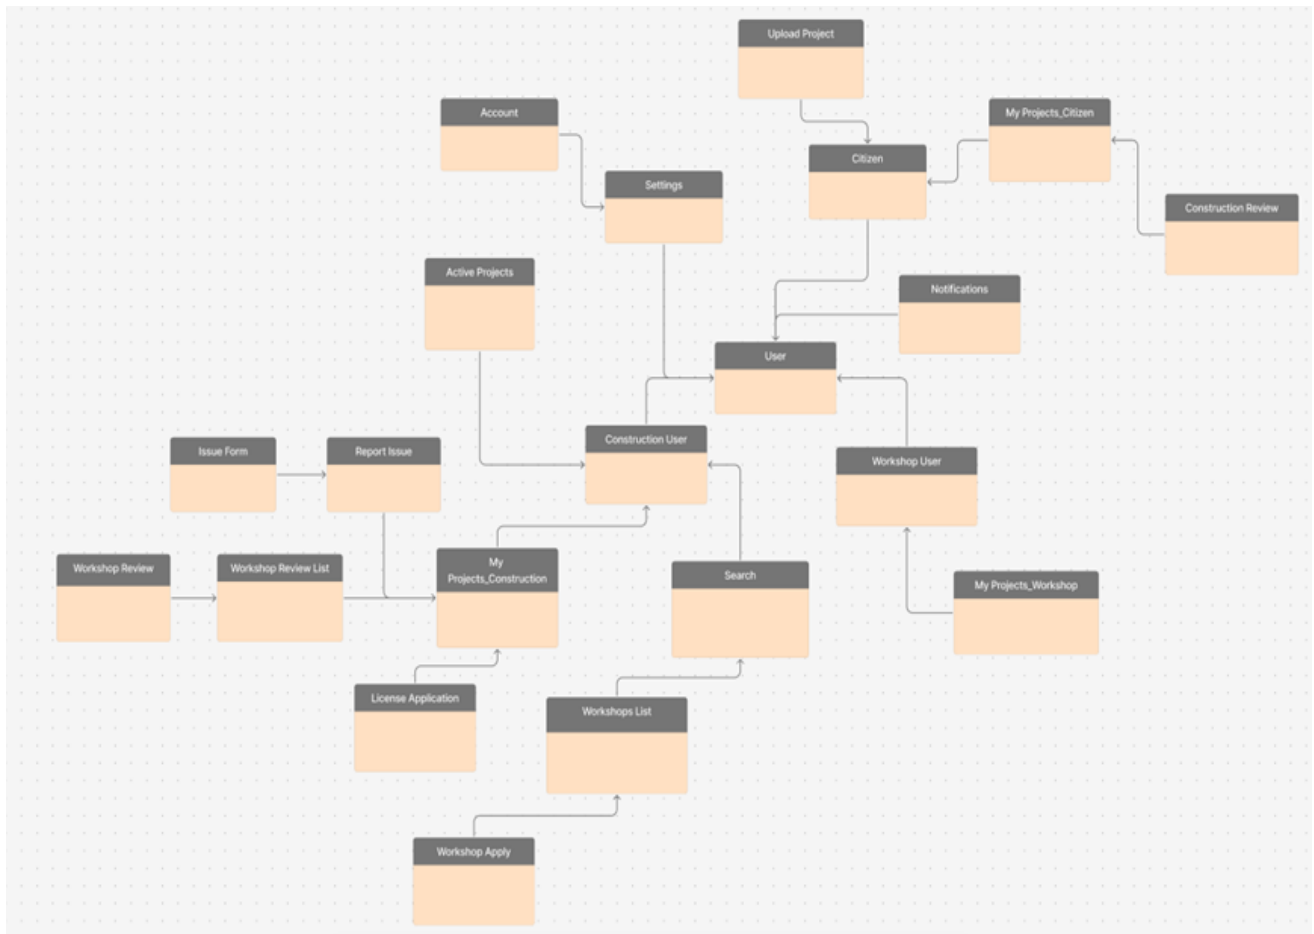 Upload Project
Account
My Projects_Citizen
Citizen
Settings
Construction Review
Active Projects
Notifications
User
Construction User
Issue Form
Report Issue
Workshop User
Workshop Review
Workshop Review List
My
Projects_Construction
Search
My Projects_Workshop
License Application
Workshops List
Workshop Apply